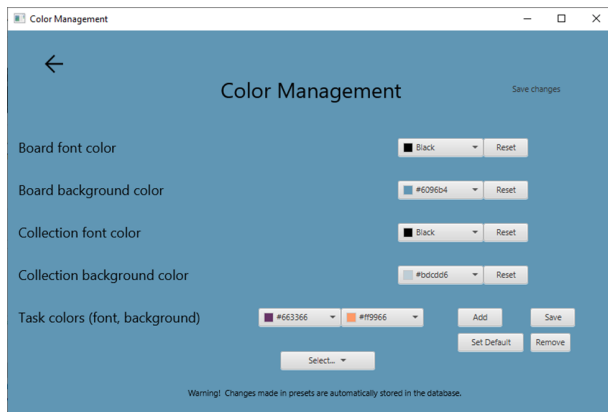 Color Management
Color Management
Save changes
Board font color
Black
Reset
Board background color
#6096b4
Reset
Collection font color
Black
Reset
Collection background color
#bdcdd6
Reset
Task colors (font, background)
#663366
#ff9966
Add
Save
Set Default
Remove
Select...
Warning! Changes made in presets are automatically stored in the database.